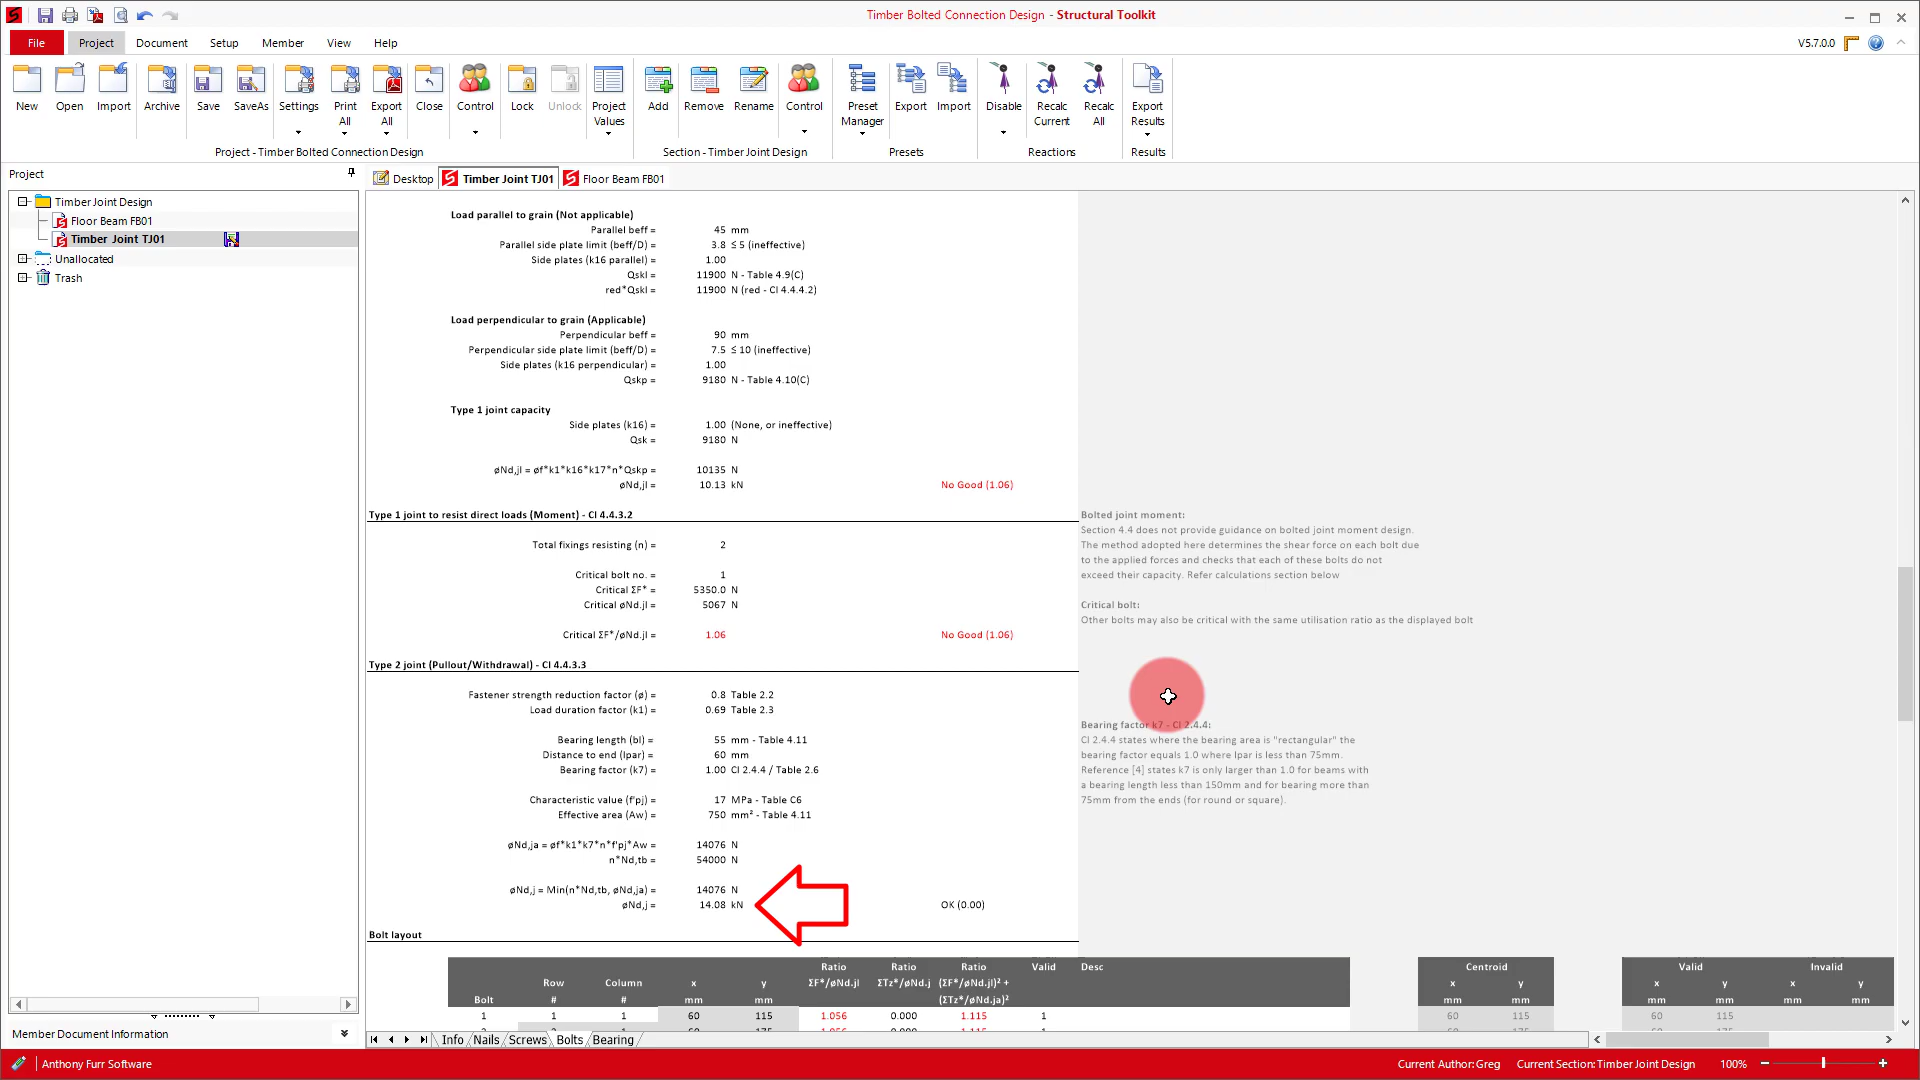 Timber Bolted Connection Design - Structural Toolkit
File Project Document Setup Member View Help V5.7.0.0
New Open Import Archive Save SaveAs Settings Print All Export All Close Control Lock Unlock Project Values Add Remove Rename Control Preset Manager Export Import Disable Recalc Current Recalc All Export Results
Project - Timber Bolted Connection Design Section - Timber Joint Design Presets Reactions Results
Project
Desktop Timber Joint TJ01 Floor Beam FB01
Timber Joint Design
Floor Beam FB01
Timber Joint TJ01
Unallocated
Trash
Load parallel to grain (Not applicable)
Parallel beff = 45 mm
Parallel side plate limit (beff/D) = 3.8 ≤ 5 (ineffective)
Side plates (k16 parallel) = 1.00
Qskl = 11900 N - Table 4.9(C)
red*Qskl = 11900 N (red - Cl 4.4.4.2)
Load perpendicular to grain (Applicable)
Perpendicular beff = 90 mm
Perpendicular side plate limit (beff/D) = 7.5 ≤ 10 (ineffective)
Side plates (k16 perpendicular) = 1.00
Qskp = 9180 N - Table 4.10(C)
Type 1 joint capacity
Side plates (k16) = 1.00 (None, or ineffective)
Qsk = 9180 N
øNd,jl = øf*k1*k16*k17*n*Qskp = 10135 N
øNd,jl = 10.13 kN No Good (1.06)
Type 1 joint to resist direct loads (Moment) - Cl 4.4.3.2
Bolted joint moment:
Section 4.4 does not provide guidance on bolted joint moment design.
Total fixings resisting (n) = 2
The method adopted here determines the shear force on each bolt due
to the applied forces and checks that each of these bolts do not
Critical bolt no. = 1
exceed their capacity. Refer calculations section below
Critical ΣF* = 5350.0 N
Critical øNd.jl = 5067 N
Critical bolt:
Other bolts may also be critical with the same utilisation ratio as the displayed bolt
Critical ΣF*/øNd.jl = 1.06 No Good (1.06)
Type 2 joint (Pullout/Withdrawal) - Cl 4.4.3.3
Fastener strength reduction factor (ø) = 0.8 Table 2.2
Load duration factor (k1) = 0.69 Table 2.3
Bearing factor k7 - Cl 2.4.4:
Bearing length (bl) = 55 mm - Table 4.11
Cl 2.4.4 states where the bearing area is "rectangular" the
Distance to end (lpar) = 60 mm
bearing factor equals 1.0 where lpar is less than 75mm.
Bearing factor (k7) = 1.00 Cl 2.4.4 / Table 2.6
Reference [4] states k7 is only larger than 1.0 for beams with
a bearing length less than 150mm and for bearing more than
Characteristic value (f'pj) = 17 MPa - Table C6
75mm from the ends (for round or square).
Effective area (Aw) = 750 mm² - Table 4.11
øNd,ja = øf*k1*k7*n*f'pj*Aw = 14076 N
n*Nd,tb = 54000 N
øNd,j = Min(n*Nd,tb, øNd,ja) = 14076 N
øNd,j = 14.08 kN OK (0.00)
Bolt layout
Ratio Ratio Ratio Valid Desc Centroid Valid Invalid
Row Column x y ΣF*/øNd.jl ΣTz*/øNd.j (ΣF*/øNd.jl)² + x y x y x y
Bolt # # mm mm (ΣTz*/øNd.ja)² mm mm mm mm mm mm
1 1 1 60 115 1.056 0.000 1.115 1 60 115 60 115
Info Nails Screws Bolts Bearing
Member Document Information
Anthony Furr Software Current Author: Greg Current Section: Timber Joint Design 100%